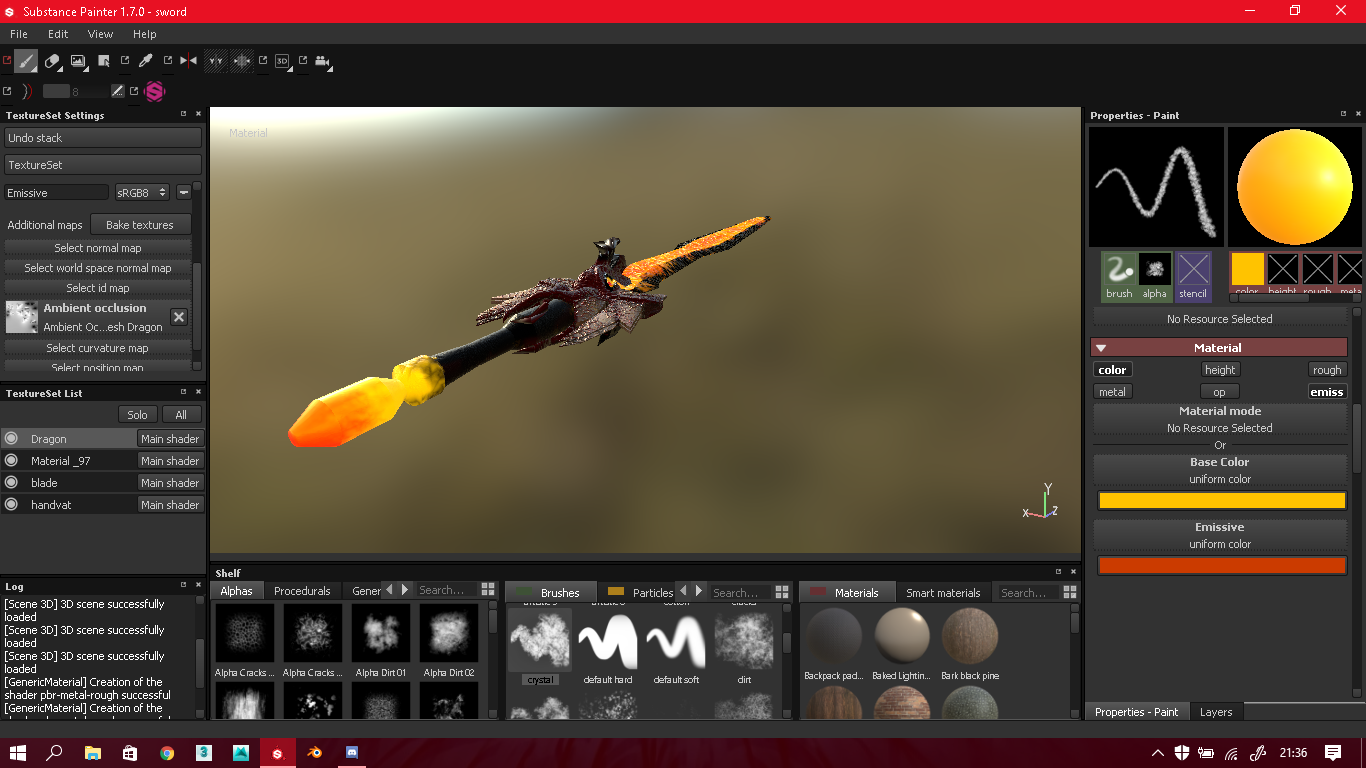 Substance Painter 1.7.0 - sword
File Edit View Help
3D
8
TextureSet Settings
Undo stack
TextureSet
Emissive sRGB8
Additional maps Bake textures
Select normal map
Select world space normal map
Select id map
Ambient occlusion
Ambient Oc...esh Dragon
Select curvature map
Select position map
TextureSet List
Solo All
Dragon Main shader
Material _97 Main shader
blade Main shader
handvat Main shader
Log
[Scene 3D] 3D scene successfully
loaded
[Scene 3D] 3D scene successfully
loaded
[Scene 3D] 3D scene successfully
loaded
[GenericMaterial] Creation of the
shader pbr-metal-rough successful
[GenericMaterial] Creation of the
Material
Y
X Z
Shelf
Alphas Procedurals Gener Search...
Alpha Cracks ... Alpha Cracks ... Alpha Dirt 01 Alpha Dirt 02
Brushes Particles Search...
crystal default hard default soft dirt
Materials Smart materials Search...
Backpack pad... Baked Lightin... Bark black pine
Properties - Paint
brush alpha stencil color height rough meta
No Resource Selected
Material
color height rough
metal op emiss
Material mode
No Resource Selected
Or
Base Color
uniform color
Emissive
uniform color
Properties - Paint Layers
21:36